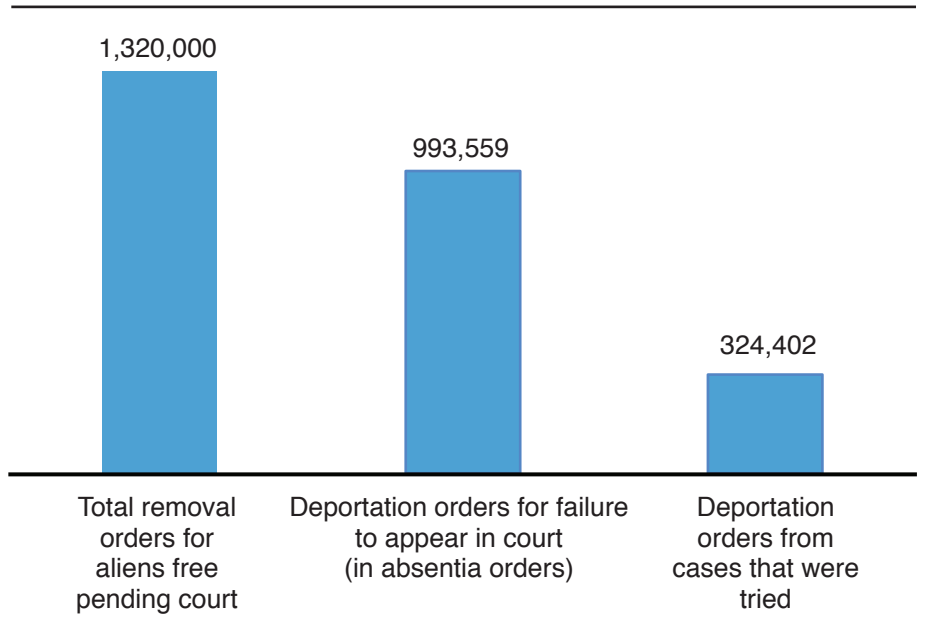 1,320,000
993,559
324,402
Total removal
orders for
aliens free
pending court
Deportation orders for failure
to appear in court
(in absentia orders)
Deportation
orders from
cases that were
tried